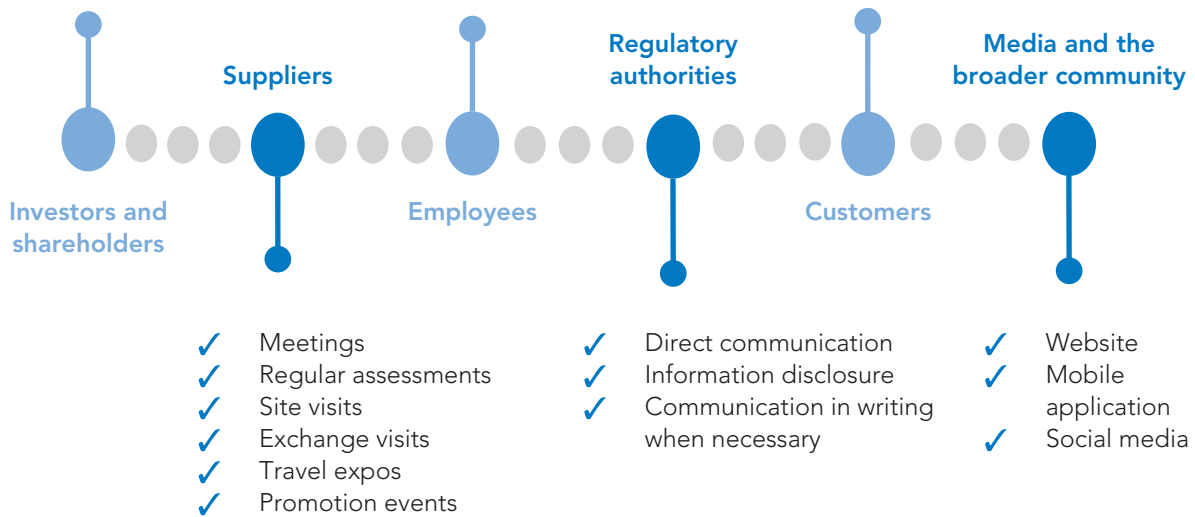 Suppliers
Regulatory
authorities
Media and the
broader community
Investors and
shareholders
Employees
Customers
✓ Meetings
✓ Regular assessments
✓ Site visits
✓ Exchange visits
✓ Travel expos
✓ Promotion events
✓ Direct communication
✓ Information disclosure
✓ Communication in writing
when necessary
✓ Website
✓ Mobile
application
✓ Social media